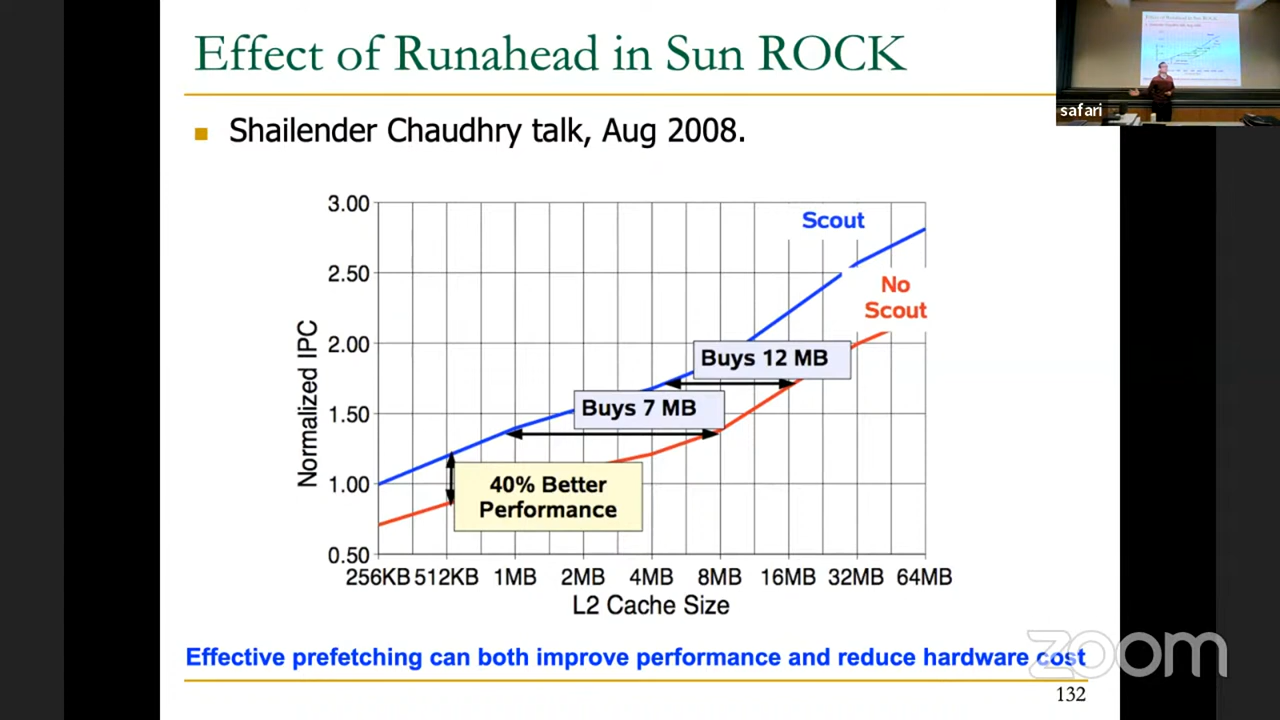 Effect of Runahead in Sun ROCK
safari
Shailender Chaudhry talk, Aug 2008.
3.00
2.50
2.00
1.50
1.00
0.50
Normalized IPC
Scout
No
Scout
Buys 12 MB
Buys 7 MB
40% Better
Performance
256KB 512KB 1MB 2MB 4MB 8MB 16MB 32MB 64MB
L2 Cache Size
Effective prefetching can both improve performance and reduce hardware cost
zoom
132